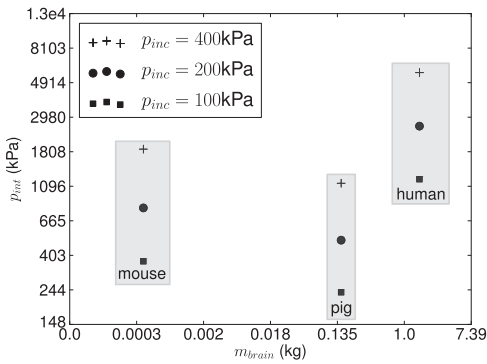 1.3e4
8103
4914
2980
1808
1096
665
403
244
148
p_int (kPa)
p_inc = 400kPa
p_inc = 200kPa
p_inc = 100kPa
mouse
pig
human
0.0 0.0003 0.002 0.018 0.135 1.0 7.39
m_brain (kg)